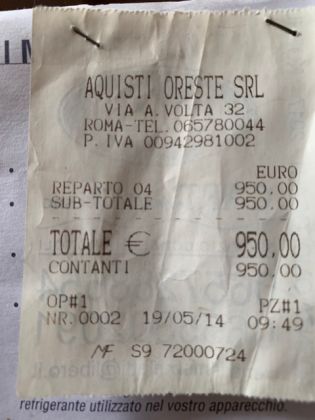 AQUISTI ORESTE SRL
VIA A.VOLTA 32
ROMA-TEL.065780044
P.IVA 00942981002
EURO
REPARTO 04 950,00
SUB-TOTALE 950,00
TOTALE € 950,00
CONTANTI 950,00
OP#1 PZ#1
NR.0002 19/05/14 09:49
MF S9 72000724
refrigerante utilizzato nel vostro apparecchio.